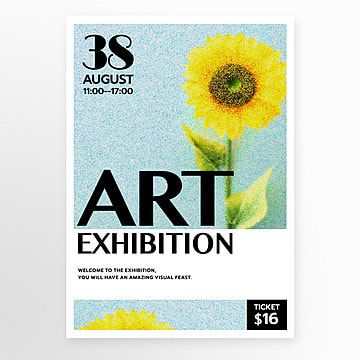 38
AUGUST
11:00—17:00
ART
EXHIBITION
WELCOME TO THE EXHIBITION,
YOU WILL HAVE AN AMAZING VISUAL FEAST.
TICKET
$16